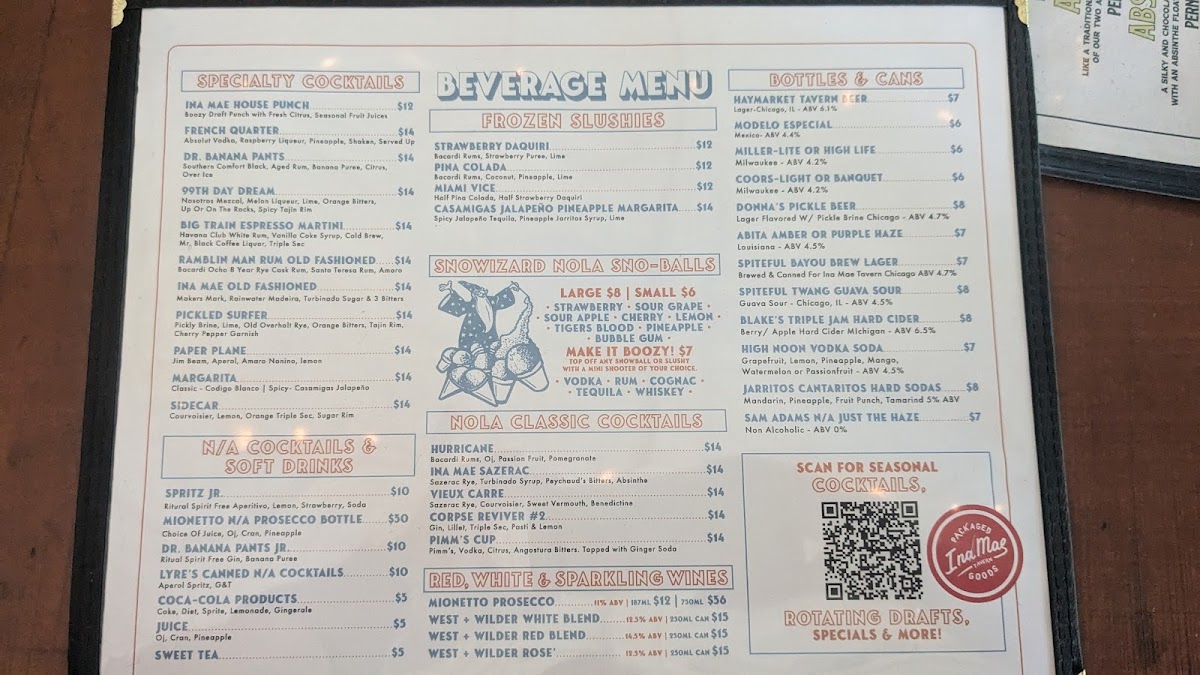 BEVERAGE MENU
SPECIALTY COCKTAILS
INA MAE HOUSE PUNCH $12
Boozy Draft Punch with Fresh Citrus, Seasonal Fruit Juices
FRENCH QUARTER $14
Absolut Vodka, Raspberry Liqueur, Pineapple, Shaken, Served Up
DR. BANANA PANTS $14
Southern Comfort Black, Aged Rum, Banana Puree, Citrus,
Over Ice
99TH DAY DREAM $14
Nosotros Mezcal, Melon Liqueur, Lime, Orange Bitters,
Up Or On The Rocks, Spicy Tajin Rim
BIG TRAIN ESPRESSO MARTINI $14
Havana Club White Rum, Vanilla Coke Syrup, Cold Brew,
Mr. Black Coffee Liquor, Triple Sec
RAMBLIN MAN RUM OLD FASHIONED $14
Bacardi Ocho 8 Year Rye Cask Rum, Santa Teresa Rum, Amaro
INA MAE OLD FASHIONED $14
Makers Mark, Rainwater Madeira, Turbinado Sugar & 3 Bitters
PICKLED SURFER $14
Pickly Brine, Lime, Old Overholt Rye, Orange Bitters, Tajin Rim,
Cherry Pepper Garnish
PAPER PLANE $14
Jim Beam, Aperol, Amaro Nonino, lemon
MARGARITA $14
Classic - Codigo Blanco | Spicy- Casamigas Jalapeño
SIDECAR $14
Courvoisier, Lemon, Orange Triple Sec, Sugar Rim
N/A COCKTAILS &
SOFT DRINKS
SPRITZ JR. $10
Ritural Spirit Free Aperitivo, Lemon, Strawberry, Soda
MIONETTO N/A PROSECCO BOTTLE $30
Choice Of Juice, Oj, Cran, Pineapple
DR. BANANA PANTS JR. $10
Ritual Spirit Free Gin, Banana Puree
LYRE'S CANNED N/A COCKTAILS $10
Aperol Spritz, G&T
COCA-COLA PRODUCTS $3
Coke, Diet, Sprite, Lemonade, Gingerale
JUICE $5
Oj, Cran, Pineapple
SWEET TEA $5
FROZEN SLUSHIES
STRAWBERRY DAQUIRI $12
Bacardi Rums, Strawberry Puree, Lime
PINA COLADA $12
Bacardi Rums, Coconut, Pineapple, Lime
MIAMI VICE $12
Half Pina Colada, Half Strawberry Daquiri
CASAMIGAS JALAPEÑO PINEAPPLE MARGARITA $14
Spicy Jalapeño Tequila, Pineapple Jarritos Syrup, Lime
SNOWIZARD NOLA SNO-BALLS
LARGE $8 | SMALL $6
• STRAWBERRY • SOUR GRAPE •
• SOUR APPLE • CHERRY • LEMON •
• TIGERS BLOOD • PINEAPPLE •
• BUBBLE GUM •
MAKE IT BOOZY! $7
TOP OFF ANY SNOWBALL OR SLUSHY
WITH A MINI SHOOTER OF YOUR CHOICE.
• VODKA • RUM • COGNAC •
• TEQUILA • WHISKEY •
NOLA CLASSIC COCKTAILS
HURRICANE $14
Bacardi Rums, Oj, Passion Fruit, Pomegranate
INA MAE SAZERAC $14
Sazerac Rye, Turbinado Syrup, Peychaud's Bitters, Absinthe
VIEUX CARRE $14
Sazerac Rye, Courvoisier, Sweet Vermouth, Benedictine
CORPSE REVIVER #2 $14
Gin, Lillet, Triple Sec, Pasti & Lemon
PIMM'S CUP $14
Pimm's, Vodka, Citrus, Angostura Bitters. Topped with Ginger Soda
RED, WHITE & SPARKLING WINES
MIONETTO PROSECCO 11% ABV | 187ML $12 | 750ML $36
WEST + WILDER WHITE BLEND 12.5% ABV | 250ML CAN $15
WEST + WILDER RED BLEND 14.5% ABV | 250ML CAN $15
WEST + WILDER ROSE' 12.5% ABV | 250ML CAN $15
BOTTLES & CANS
HAYMARKET TAVERN BEER $7
Lager-Chicago, IL - ABV 6.1%
MODELO ESPECIAL $6
Mexico- ABV 4.4%
MILLER-LITE OR HIGH LIFE $6
Milwaukee - ABV 4.2%
COORS-LIGHT OR BANQUET $6
Milwaukee - ABV 4.2%
DONNA'S PICKLE BEER $8
Lager Flavored W/ Pickle Brine Chicago - ABV 4.7%
ABITA AMBER OR PURPLE HAZE $7
Louisiana - ABV 4.5%
SPITEFUL BAYOU BREW LAGER $7
Brewed & Canned For Ina Mae Tavern Chicago ABV 4.7%
SPITEFUL TWANG GUAVA SOUR $8
Guava Sour - Chicago, IL - ABV 4.5%
BLAKE'S TRIPLE JAM HARD CIDER $8
Berry/ Apple Hard Cider Michigan - ABV 6.5%
HIGH NOON VODKA SODA $7
Grapefruit, Lemon, Pineapple, Mango,
Watermelon or Passionfruit - ABV 4.5%
JARRITOS CANTARITOS HARD SODAS $8
Mandarin, Pineapple, Fruit Punch, Tamarind 5% ABV
SAM ADAMS N/A JUST THE HAZE $7
Non Alcoholic - ABV 0%
SCAN FOR SEASONAL
COCKTAILS,
ROTATING DRAFTS,
SPECIALS & MORE!
PACKAGED
Ina Mae
TAVERN
GOODS
LIKE A TRADITION
OF OUR TWO A
ABS
A SILKY AND CHOCOLA
WITH AN ABSINTHE FLOAT
PERN